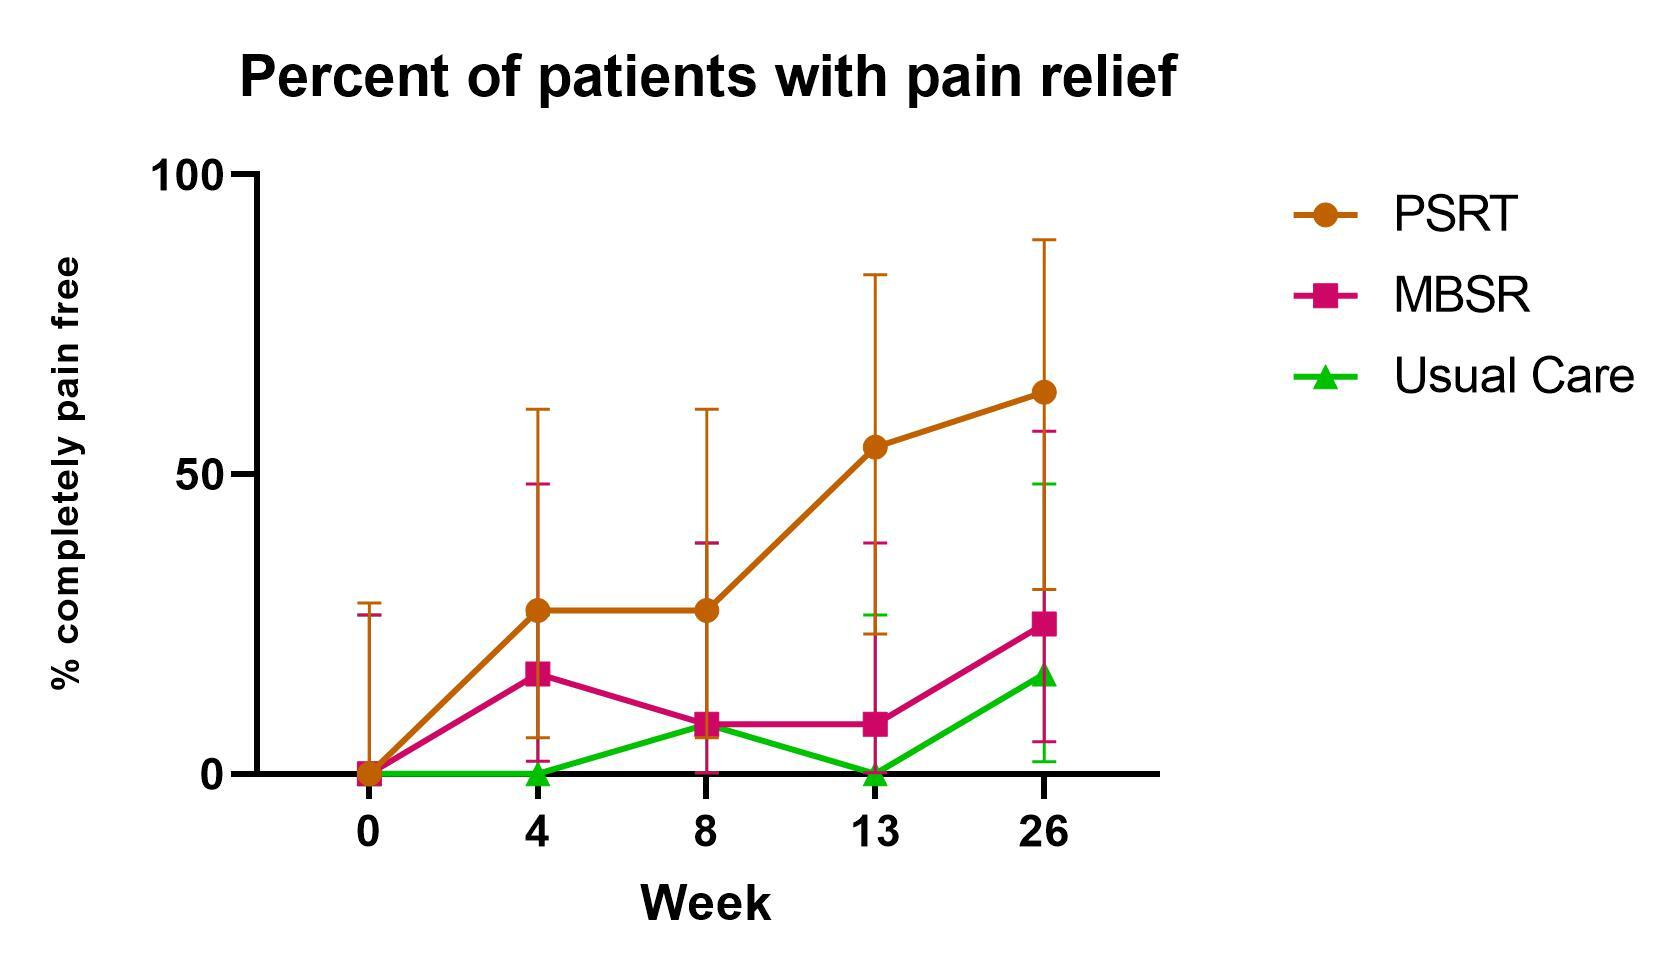 Percent of patients with pain relief
100
50
0
% completely pain free
0 4 8 13 26
Week
PSRT
MBSR
Usual Care